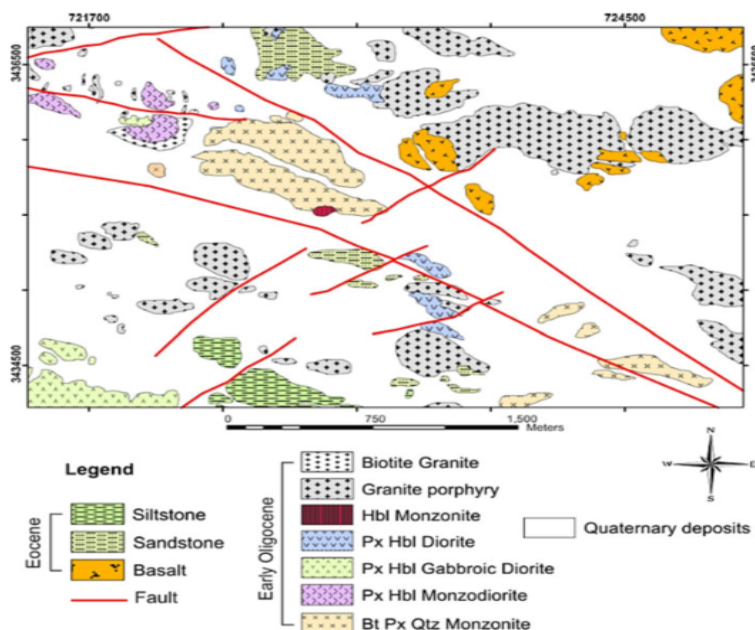 721700
724500
3436500
3436500
3434500
0 750 1,500
Meters
Legend
Eocene
Siltstone
Sandstone
Basalt
Fault
Early Oligocene
Biotite Granite
Granite porphyry
Hbl Monzonite
Px Hbl Diorite
Px Hbl Gabbroic Diorite
Px Hbl Monzodiorite
Bt Px Qtz Monzonite
Quaternary deposits
N
W
S